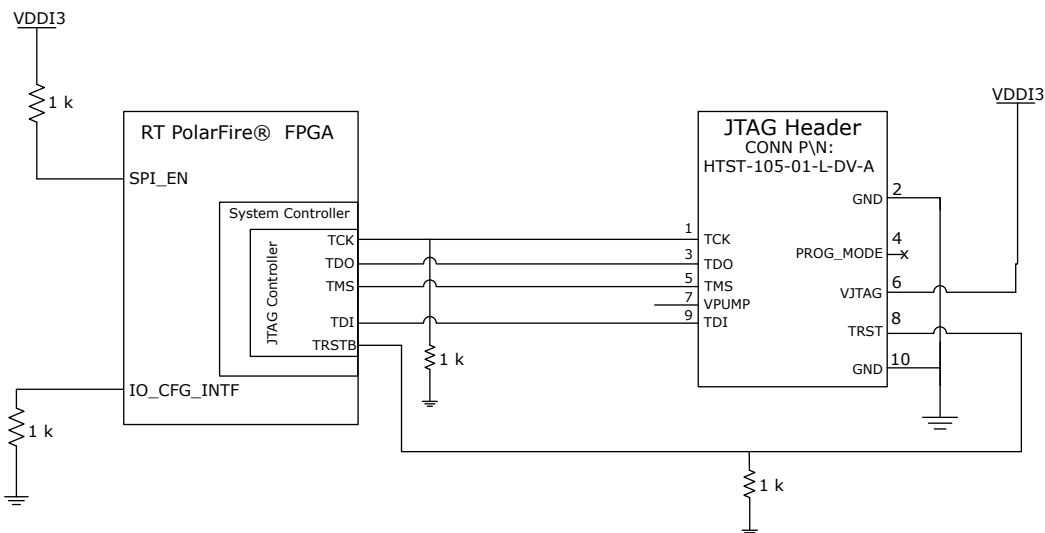 VDDI3
1 k
RT PolarFire® FPGA
SPI_EN
System Controller
JTAG Controller
TCK
TDO
TMS
TDI
TRSTB
IO_CFG_INTF
1 k
1 k
JTAG Header
CONN P\N:
HTST-105-01-L-DV-A
1
TCK
3
TDO
5
TMS
7
VPUMP
9
TDI
GND
2
PROG_MODE
4
x
VJTAG
6
TRST
8
GND
10
VDDI3
1 k